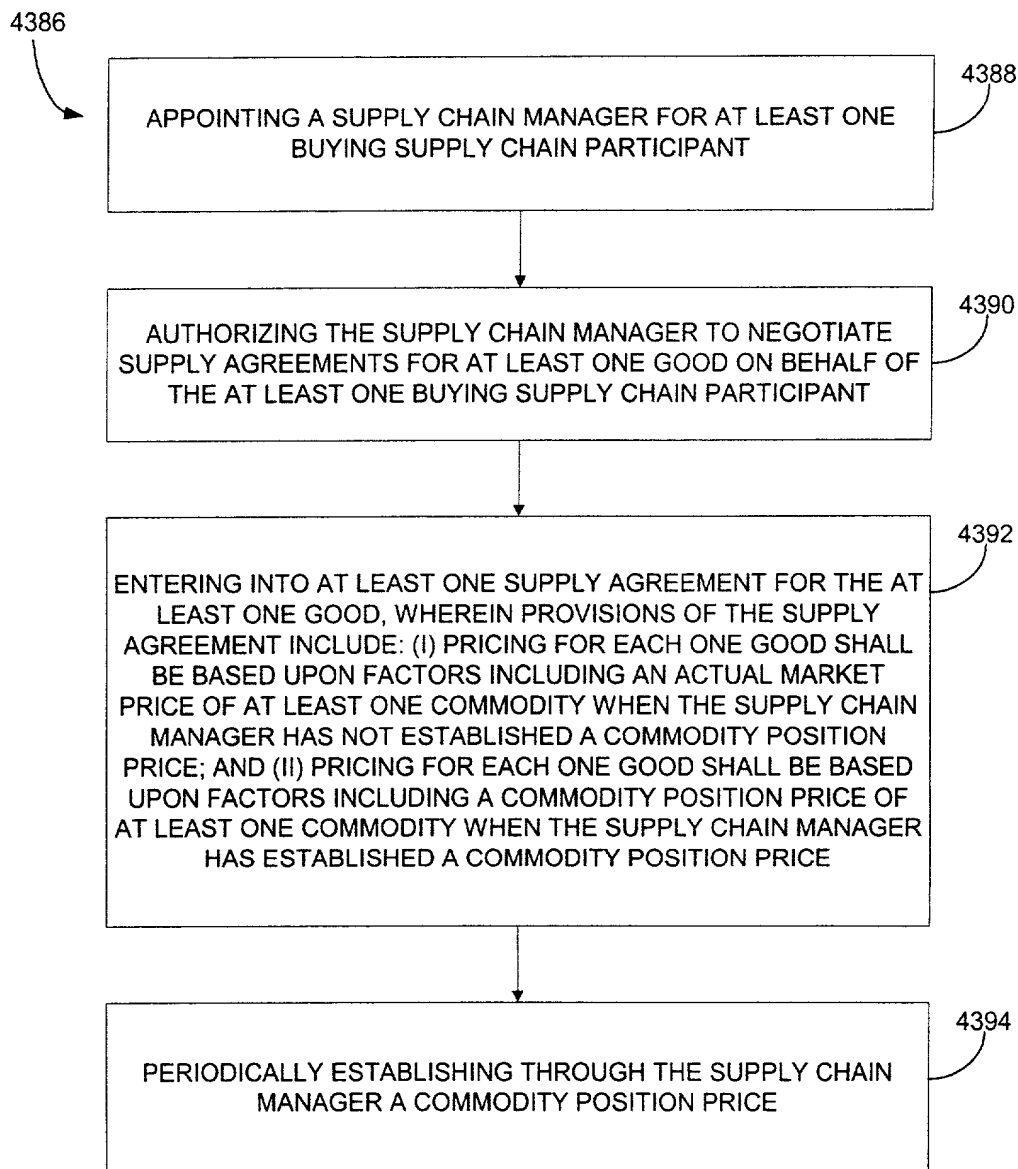 4386
4388
APPOINTING A SUPPLY CHAIN MANAGER FOR AT LEAST ONE
BUYING SUPPLY CHAIN PARTICIPANT
4390
AUTHORIZING THE SUPPLY CHAIN MANAGER TO NEGOTIATE
SUPPLY AGREEMENTS FOR AT LEAST ONE GOOD ON BEHALF OF
THE AT LEAST ONE BUYING SUPPLY CHAIN PARTICIPANT
4392
ENTERING INTO AT LEAST ONE SUPPLY AGREEMENT FOR THE AT
LEAST ONE GOOD, WHEREIN PROVISIONS OF THE SUPPLY
AGREEMENT INCLUDE: (I) PRICING FOR EACH ONE GOOD SHALL
BE BASED UPON FACTORS INCLUDING AN ACTUAL MARKET
PRICE OF AT LEAST ONE COMMODITY WHEN THE SUPPLY CHAIN
MANAGER HAS NOT ESTABLISHED A COMMODITY POSITION
PRICE; AND (II) PRICING FOR EACH ONE GOOD SHALL BE BASED
UPON FACTORS INCLUDING A COMMODITY POSITION PRICE OF
AT LEAST ONE COMMODITY WHEN THE SUPPLY CHAIN MANAGER
HAS ESTABLISHED A COMMODITY POSITION PRICE
4394
PERIODICALLY ESTABLISHING THROUGH THE SUPPLY CHAIN
MANAGER A COMMODITY POSITION PRICE